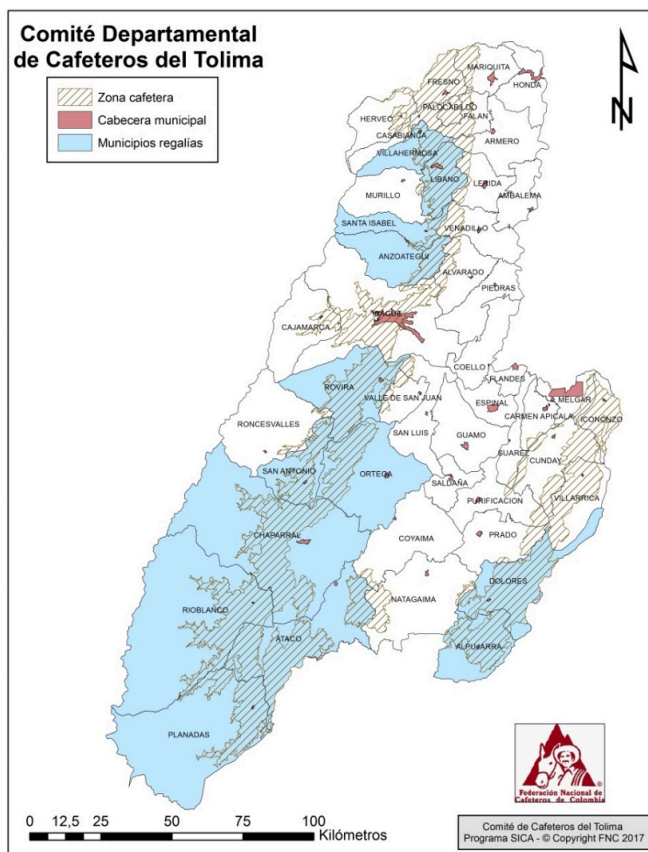 Comité Departamental
de Cafeteros del Tolima
Zona cafetera
Cabecera municipal
Municipios regalías
N
MARIQUITA
HONDA
FRESNO
PALOCABILDO
FALAN
HERVEO
CASABIANCA
ARMERO
VILLAHERMOSA
LIBANO
LERIDA
MURILLO
AMBALEMA
SANTA ISABEL
VENADILLO
ANZOATEGUI
ALVARADO
PIEDRAS
CAJAMARCA
COELLO
FLANDES
ROVIRA
VALLE DE SAN JUAN
ESPINAL
MELGAR
CARMEN APICALA
ICONONZO
RONCESVALLES
SAN LUIS
GUAMO
SUAREZ
CUNDAY
SAN ANTONIO
ORTEGA
SALDAÑA
VILLARRICA
PURIFICACION
CHAPARRAL
COYAIMA
PRADO
DOLORES
RIOBLANCO
NATAGAIMA
ATACO
ALPUJARRA
PLANADAS
Federación Nacional de
Cafeteros de Colombia
0 12,5 25 50 75 100
Kilómetros
Comité de Cafeteros del Tolima
Programa SICA - © Copyright FNC 2017